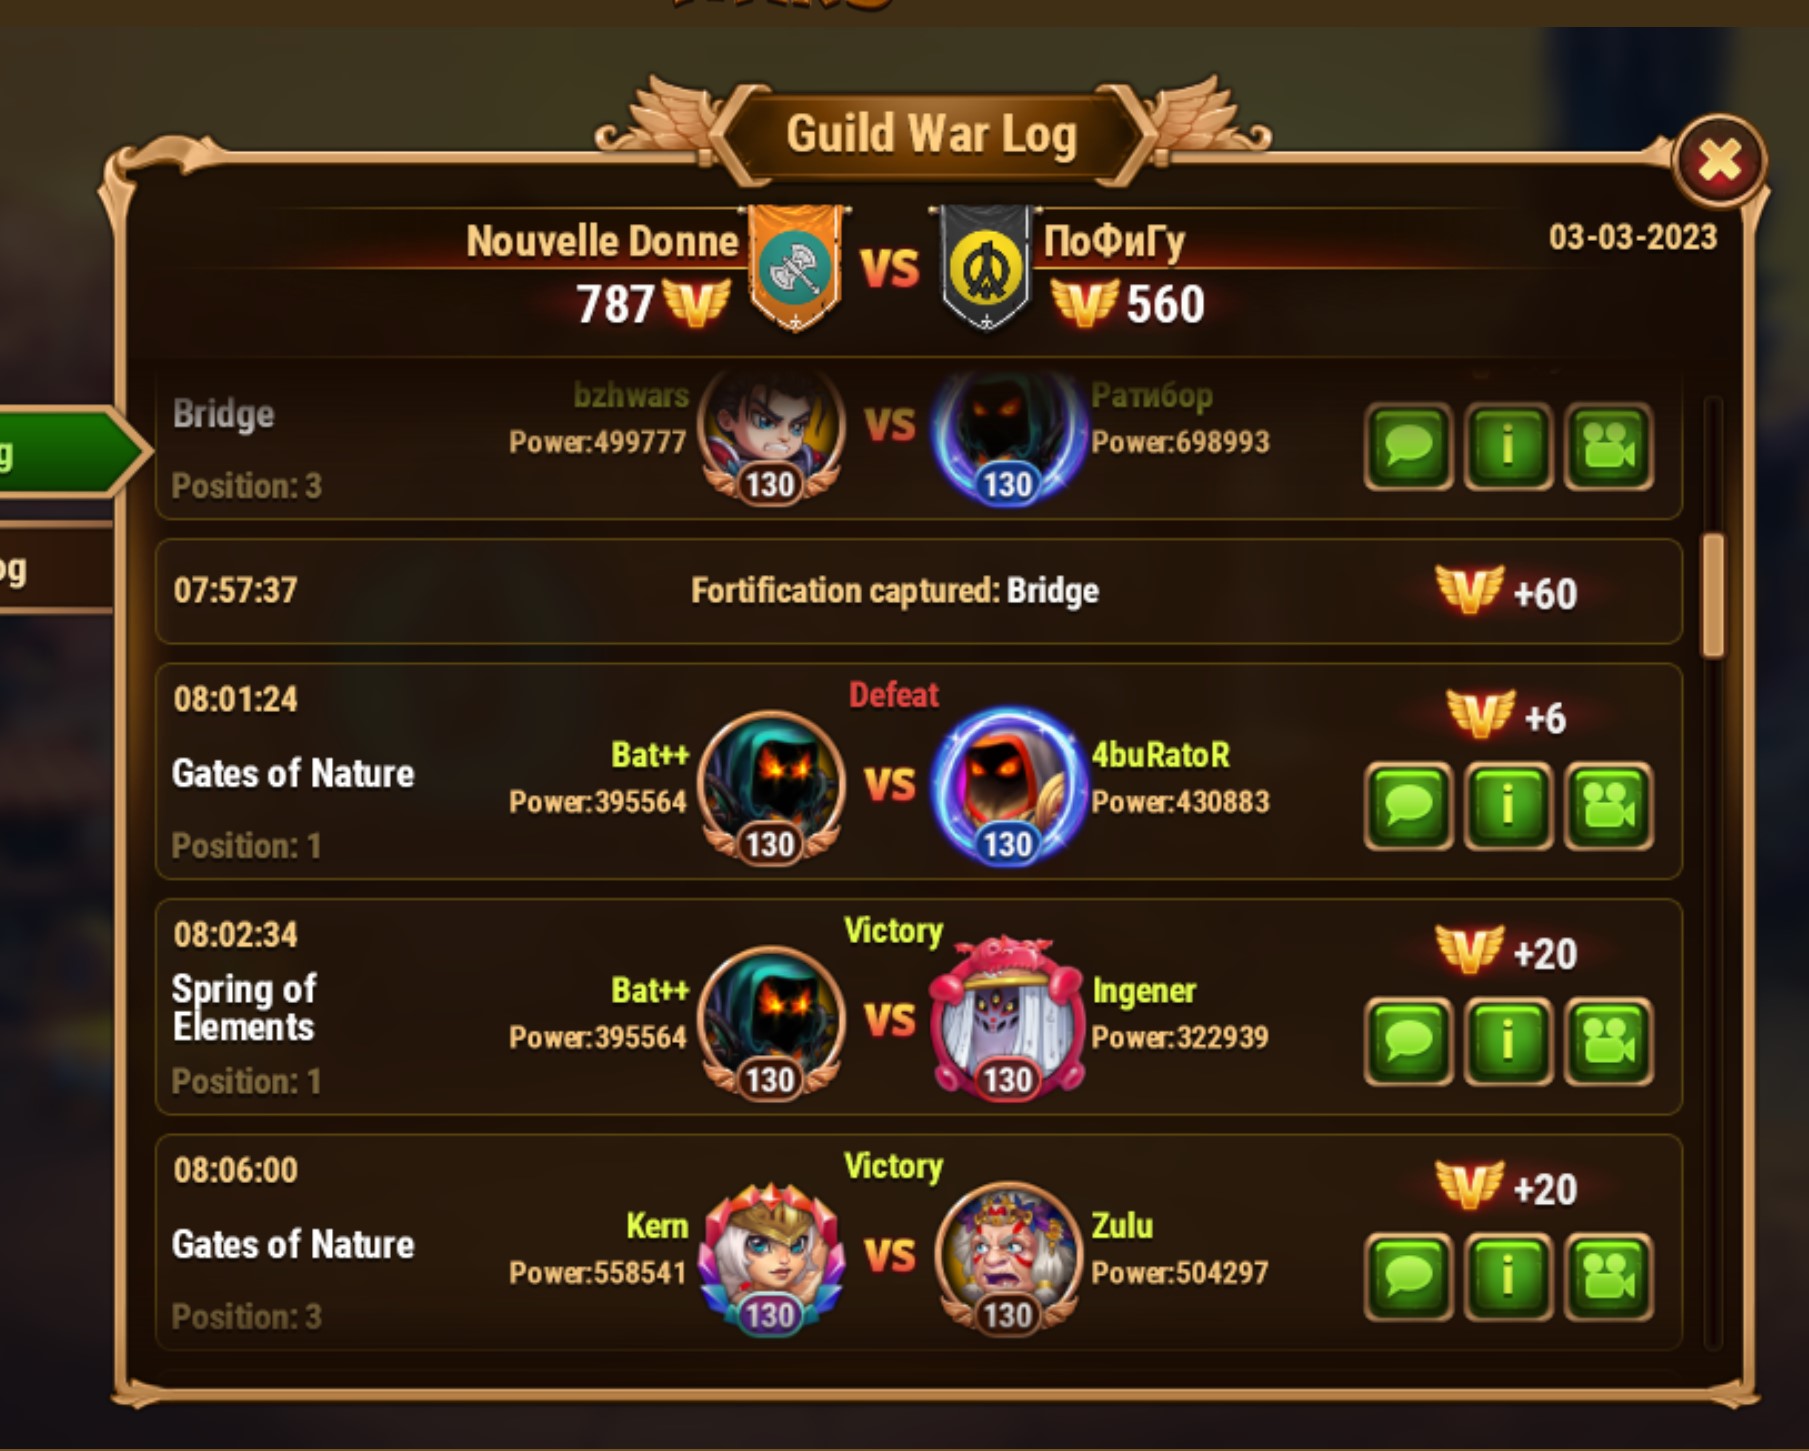 Guild War Log
Nouvelle Donne VS ПоФиГу 03-03-2023
787 560
Bridge
bzhwars VS Ратибор
Power:499777 Power:698993
130 130
Position: 3
07:57:37 Fortification captured: Bridge +60
08:01:24 Defeat +6
Gates of Nature
Bat++ VS 4buRatoR
Power:395564 Power:430883
130 130
Position: 1
08:02:34 Victory +20
Spring of
Elements
Bat++ VS Ingener
Power:395564 Power:322939
130 130
Position: 1
08:06:00 Victory +20
Gates of Nature
Kern VS Zulu
Power:558541 Power:504297
130 130
Position: 3